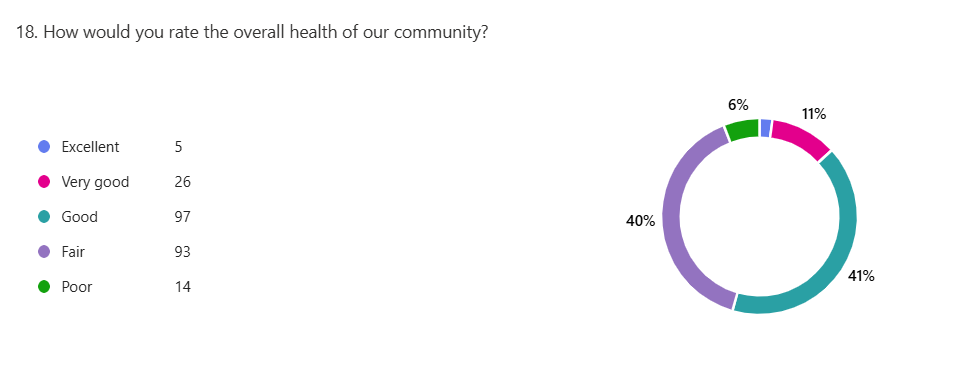 18. How would you rate the overall health of our community?
Excellent 5
Very good 26
Good 97
Fair 93
Poor 14
6%
11%
40%
41%